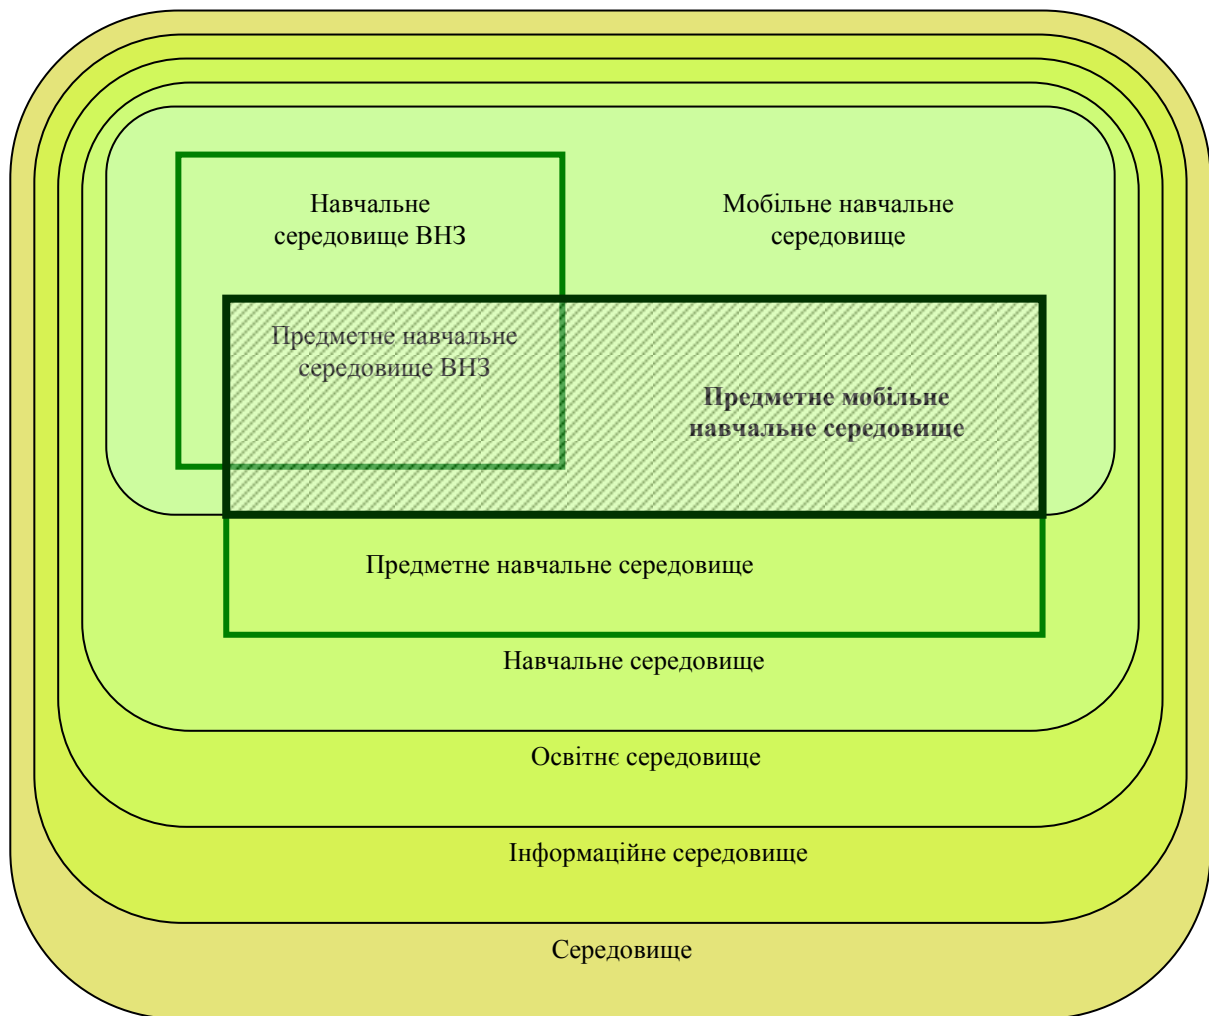 Навчальне
середовище ВНЗ
Мобільне навчальне
середовище
Предметне навчальне
середовище ВНЗ
Предметне мобільне
навчальне середовище
Предметне навчальне середовище
Навчальне середовище
Освітнє середовище
Інформаційне середовище
Середовище